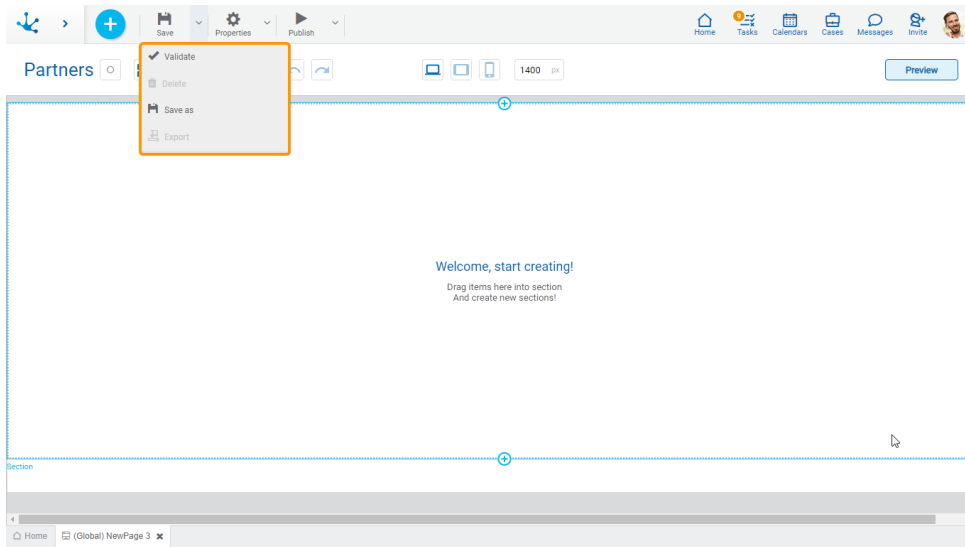 Save
Properties
Publish
Home
9
Tasks
Calendars
Cases
Messages
Invite
Partners
1400 px
Preview
Validate
Delete
Save as
Export
Welcome, start creating!
Drag items here into section
And create new sections!
Section
Home
(Global) NewPage 3